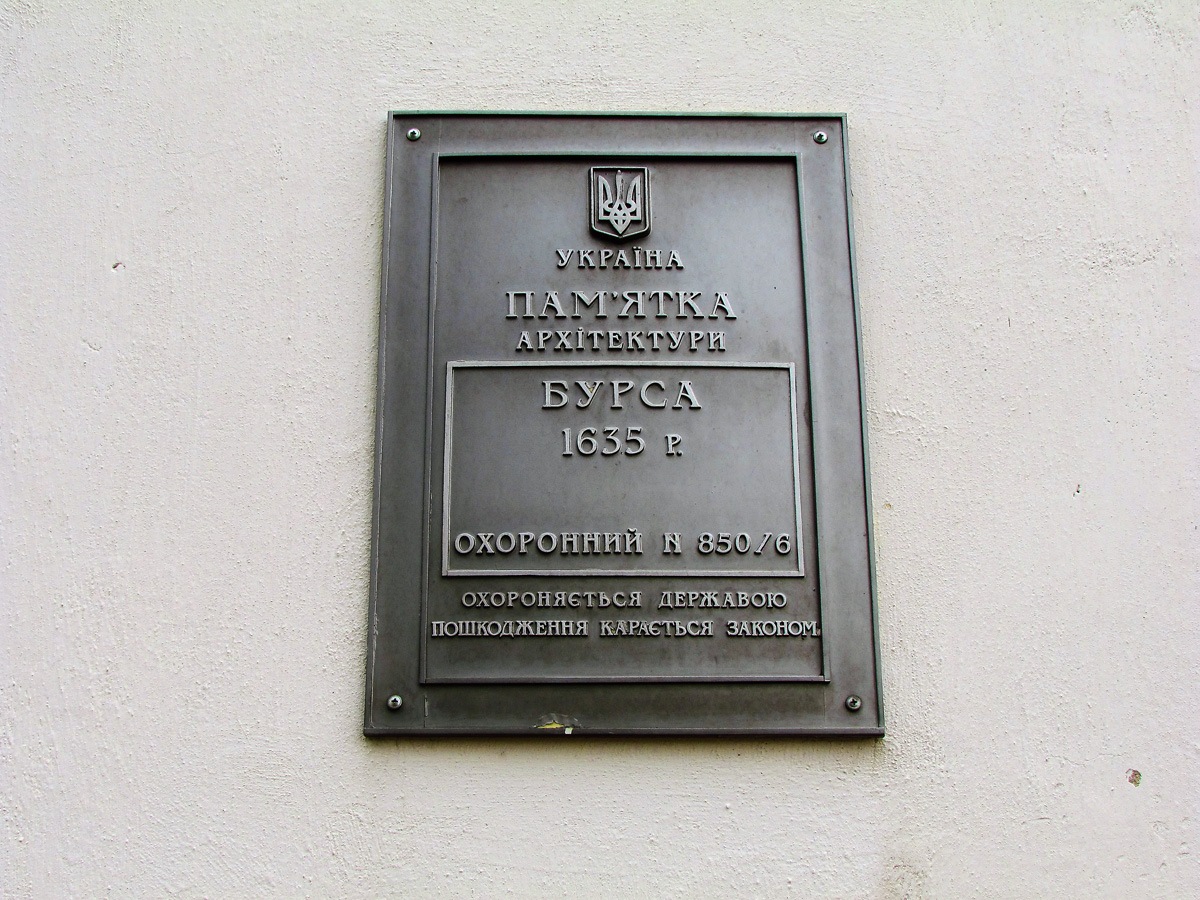 УКРАЇНА
ПАМ'ЯТКА
АРХІТЕКТУРИ
БУРСА
1635 р.
ОХОРОННИЙ N 850/6
ОХОРОНЯЄТЬСЯ ДЕРЖАВОЮ
ПОШКОДЖЕННЯ КАРАЄТЬСЯ ЗАКОНОМ